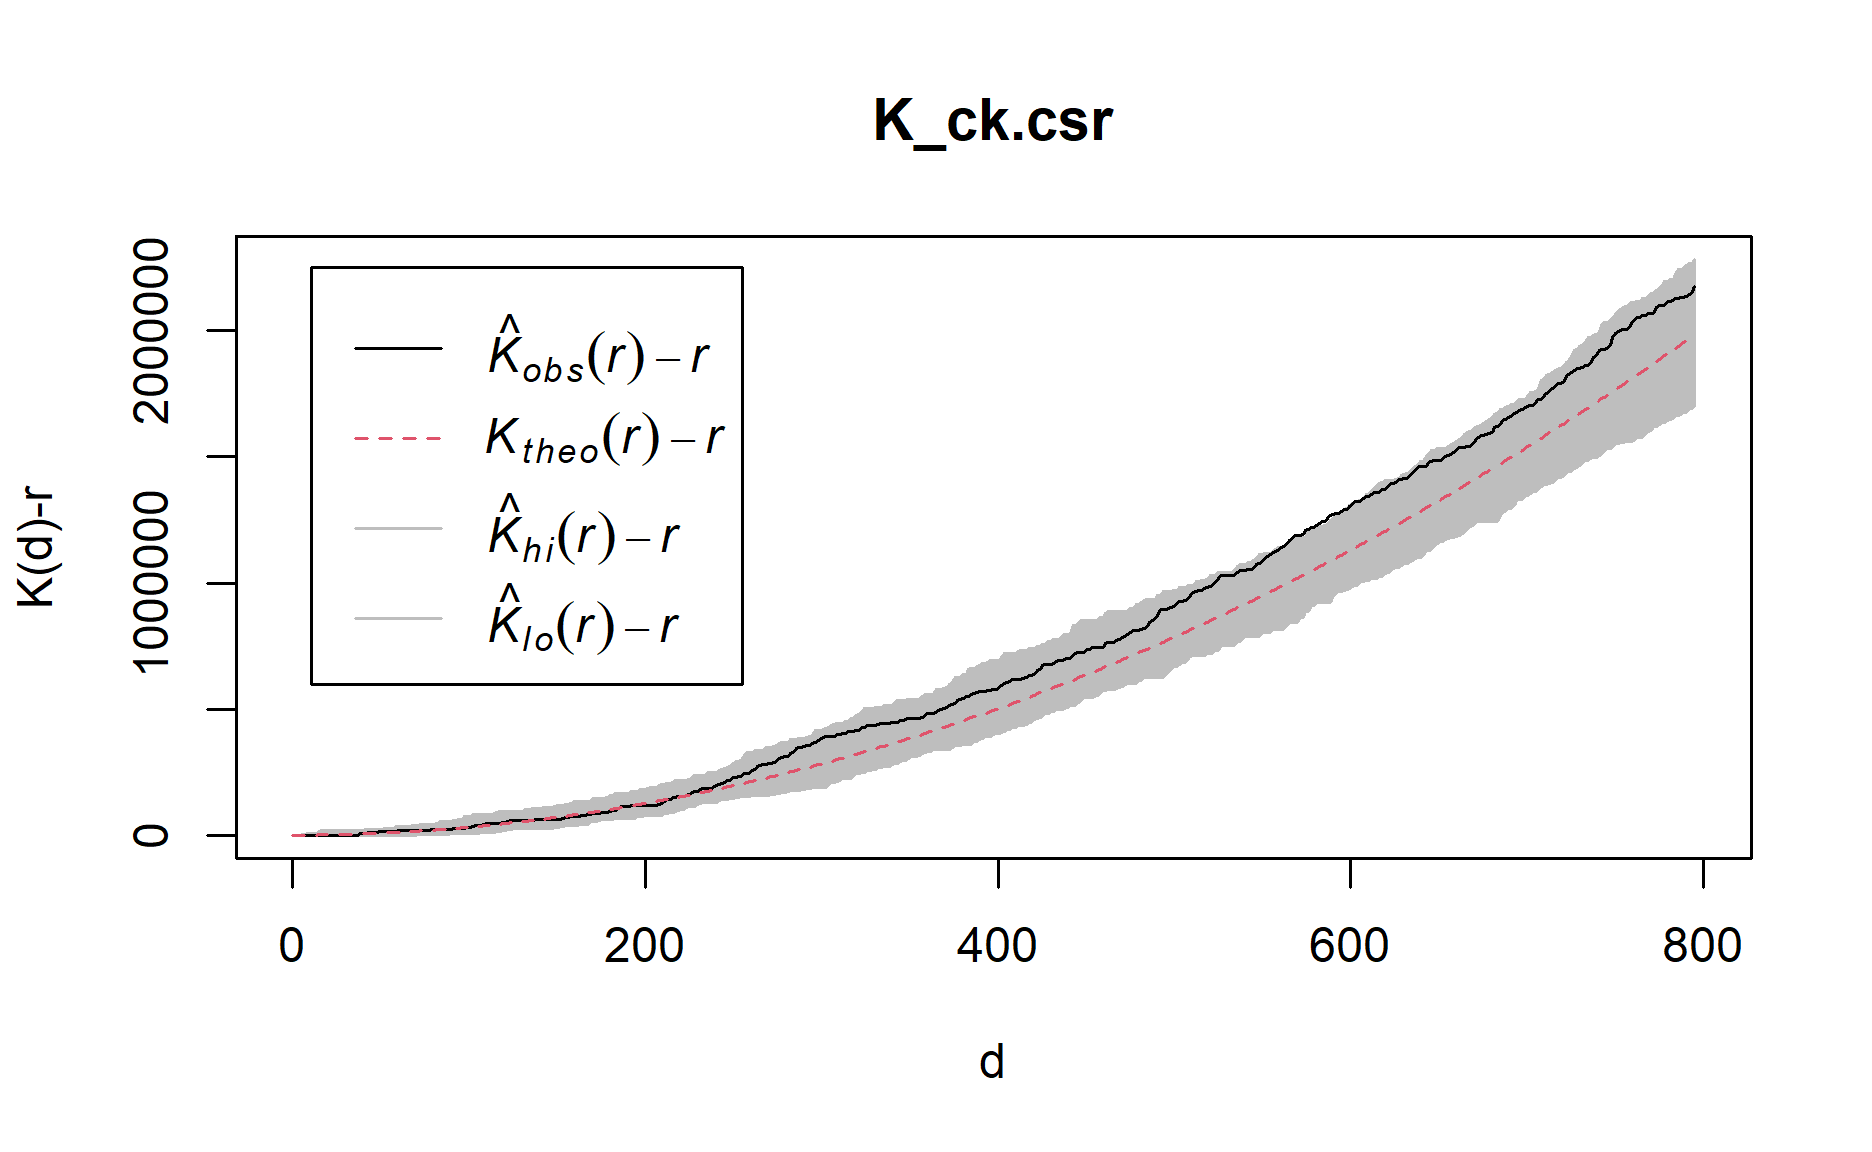 K_ck.csr
K̂obs(r) − r
Ktheo(r) − r
K̂hi(r) − r
K̂lo(r) − r
K(d)-r
0 1000000 2000000
0 200 400 600 800
d